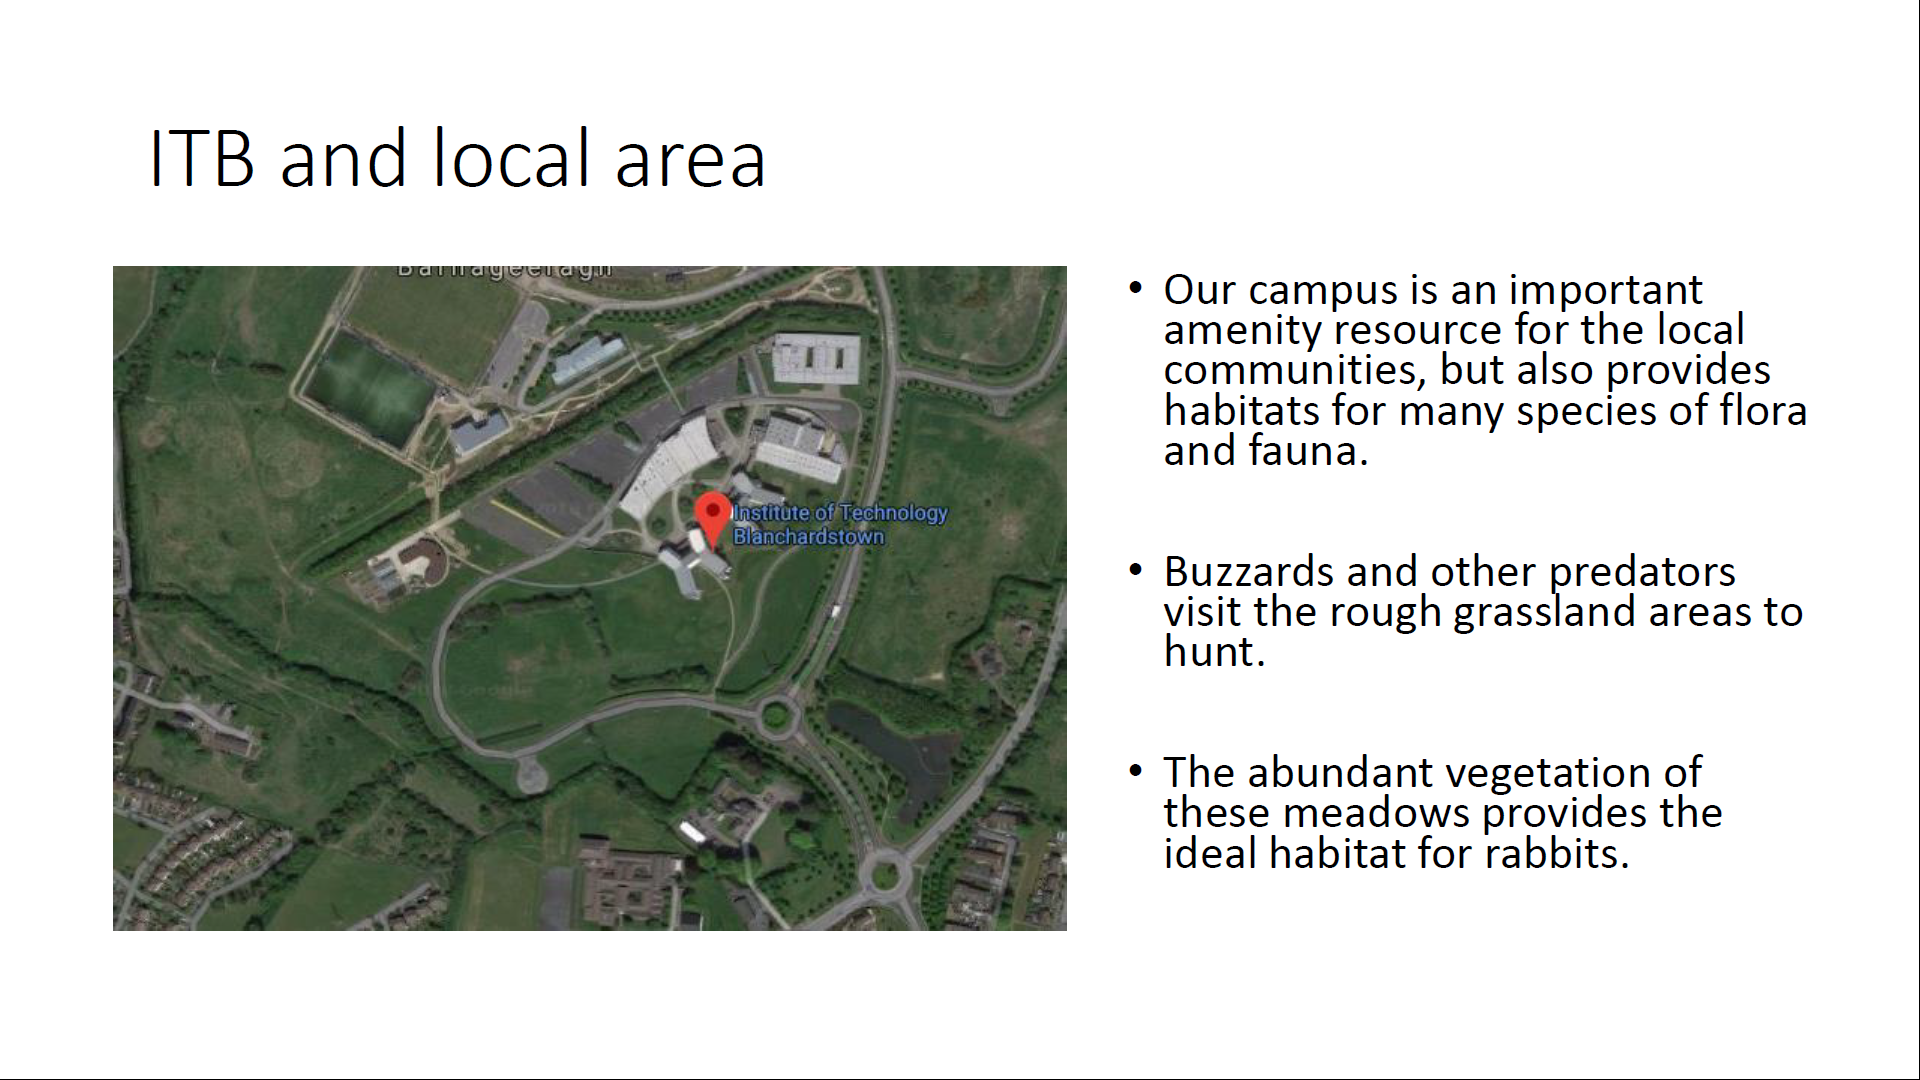 ITB and local area
Barnageeragh
Institute of Technology
Blanchardstown
• Our campus is an important
amenity resource for the local
communities, but also provides
habitats for many species of flora
and fauna.
• Buzzards and other predators
visit the rough grassland areas to
hunt.
• The abundant vegetation of
these meadows provides the
ideal habitat for rabbits.